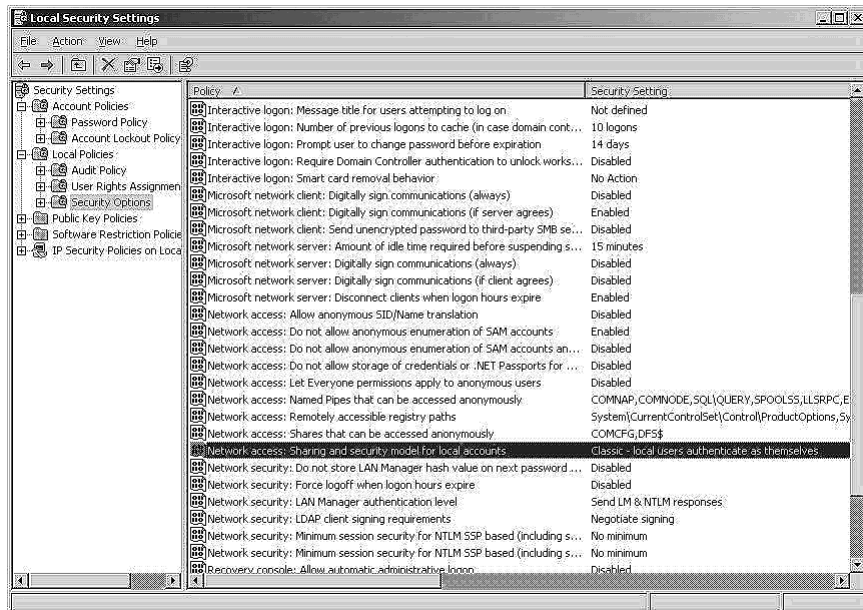 Local Security Settings
File Action View Help
Security Settings
Account Policies
Password Policy
Account Lockout Policy
Local Policies
Audit Policy
User Rights Assignmen
Security Options
Public Key Policies
Software Restriction Policie
IP Security Policies on Loca
Policy Security Setting
Interactive logon: Message title for users attempting to log on Not defined
Interactive logon: Number of previous logons to cache (in case domain cont... 10 logons
Interactive logon: Prompt user to change password before expiration 14 days
Interactive logon: Require Domain Controller authentication to unlock works... Disabled
Interactive logon: Smart card removal behavior No Action
Microsoft network client: Digitally sign communications (always) Disabled
Microsoft network client: Digitally sign communications (if server agrees) Enabled
Microsoft network client: Send unencrypted password to third-party SMB se... Disabled
Microsoft network server: Amount of idle time required before suspending s... 15 minutes
Microsoft network server: Digitally sign communications (always) Disabled
Microsoft network server: Digitally sign communications (if client agrees) Disabled
Microsoft network server: Disconnect clients when logon hours expire Enabled
Network access: Allow anonymous SID/Name translation Disabled
Network access: Do not allow anonymous enumeration of SAM accounts Enabled
Network access: Do not allow anonymous enumeration of SAM accounts an... Disabled
Network access: Do not allow storage of credentials or .NET Passports for ... Disabled
Network access: Let Everyone permissions apply to anonymous users Disabled
Network access: Named Pipes that can be accessed anonymously COMNAP,COMNODE,SQL\QUERY,SPOOLSS,LLSRPC,E
Network access: Remotely accessible registry paths System\CurrentControlSet\Control\ProductOptions,Sy
Network access: Shares that can be accessed anonymously COMCFG,DFS$
Network access: Sharing and security model for local accounts Classic - local users authenticate as themselves
Network security: Do not store LAN Manager hash value on next password ... Disabled
Network security: Force logoff when logon hours expire Disabled
Network security: LAN Manager authentication level Send LM & NTLM responses
Network security: LDAP client signing requirements Negotiate signing
Network security: Minimum session security for NTLM SSP based (including s... No minimum
Network security: Minimum session security for NTLM SSP based (including s... No minimum
Recovery console: Allow automatic administrative logon Disabled